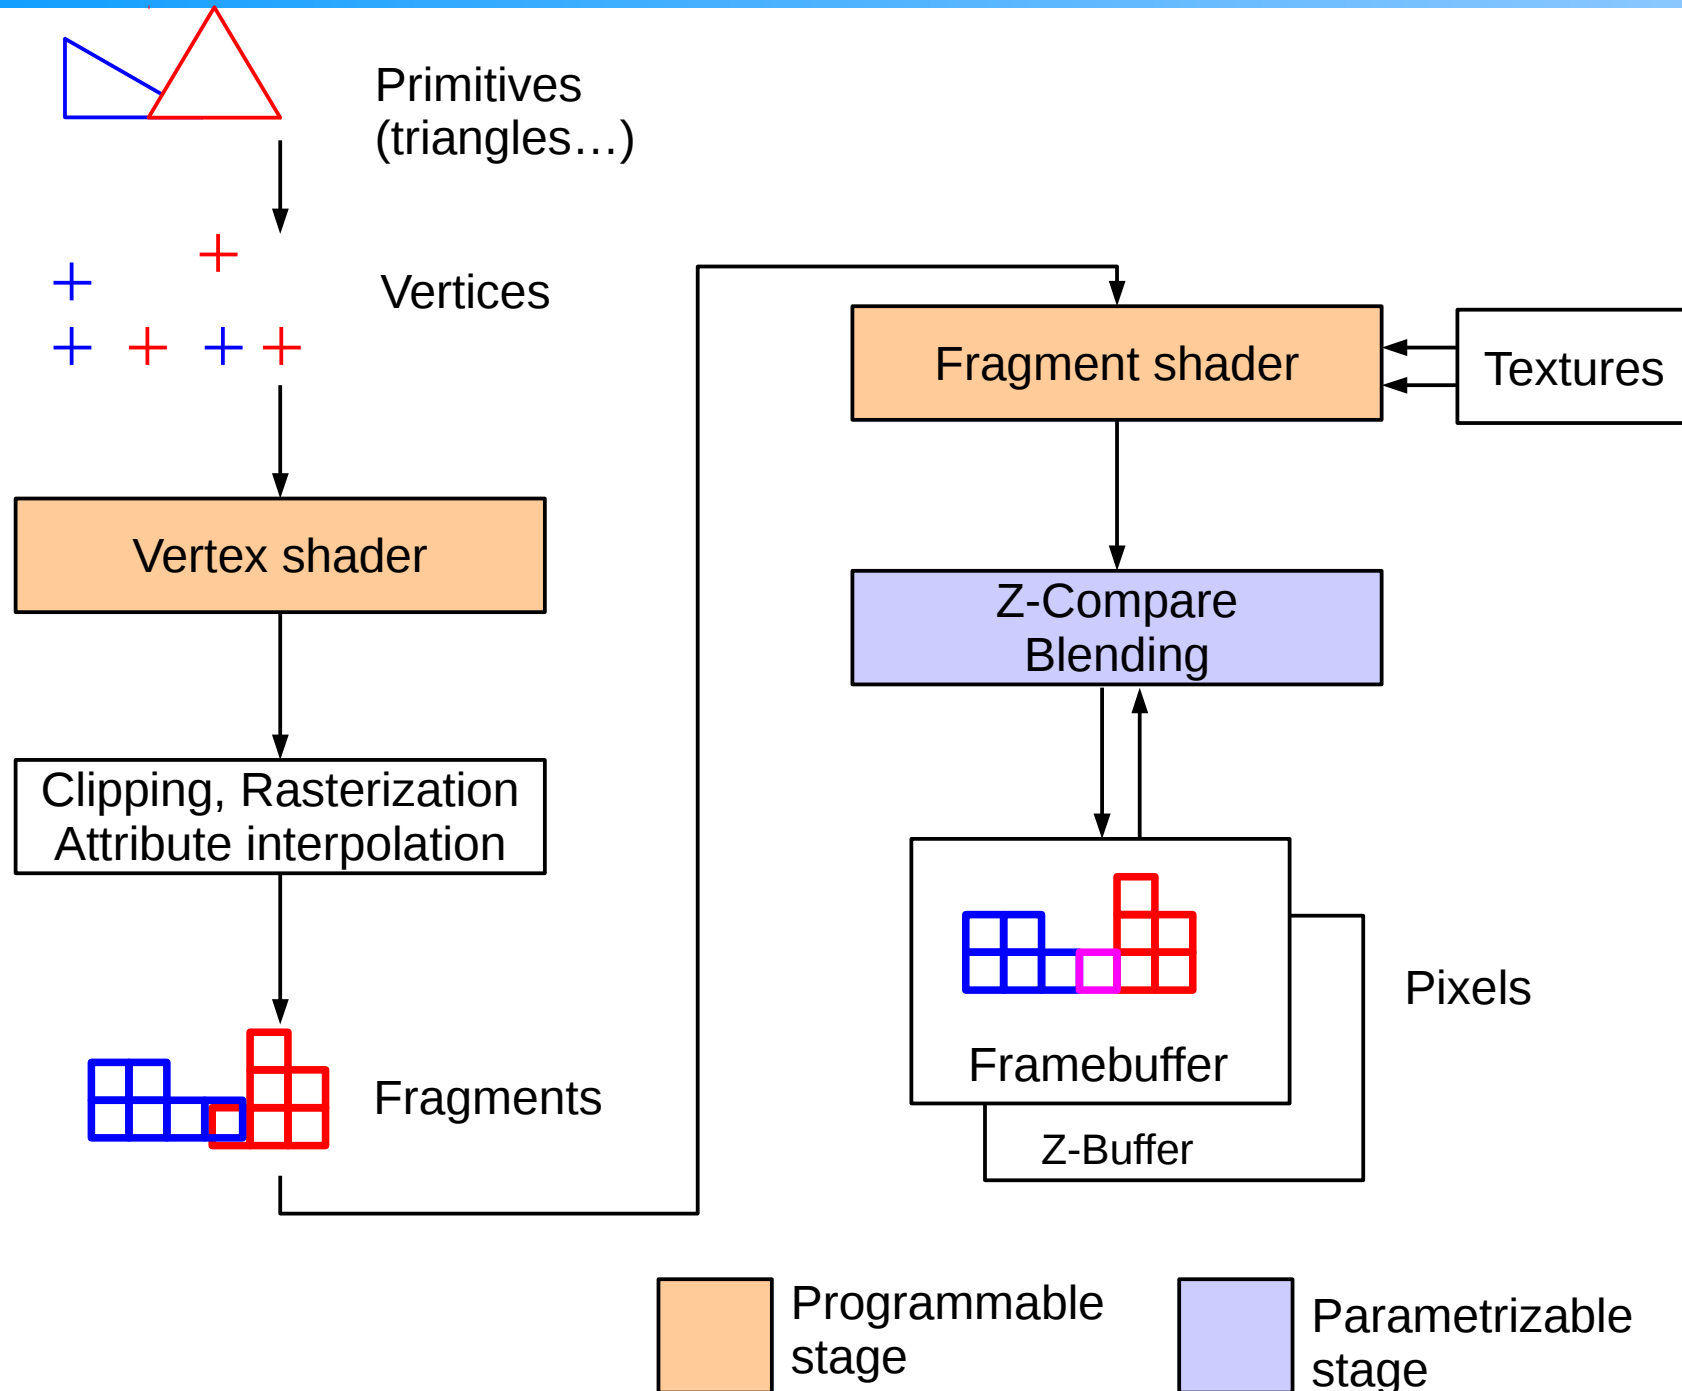 Primitives
(triangles…)
Vertices
Vertex shader
Clipping, Rasterization
Attribute interpolation
Fragments
Fragment shader
Textures
Z-Compare
Blending
Framebuffer
Z-Buffer
Pixels
Programmable
stage
Parametrizable
stage